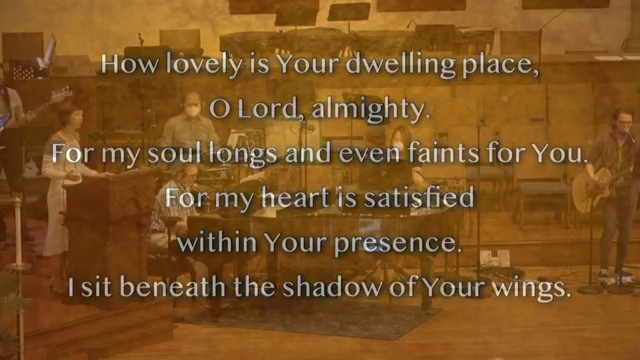 How lovely is Your dwelling place,
O Lord, almighty.
For my soul longs and even faints for You.
For my heart is satisfied
within Your presence.
I sit beneath the shadow of Your wings.